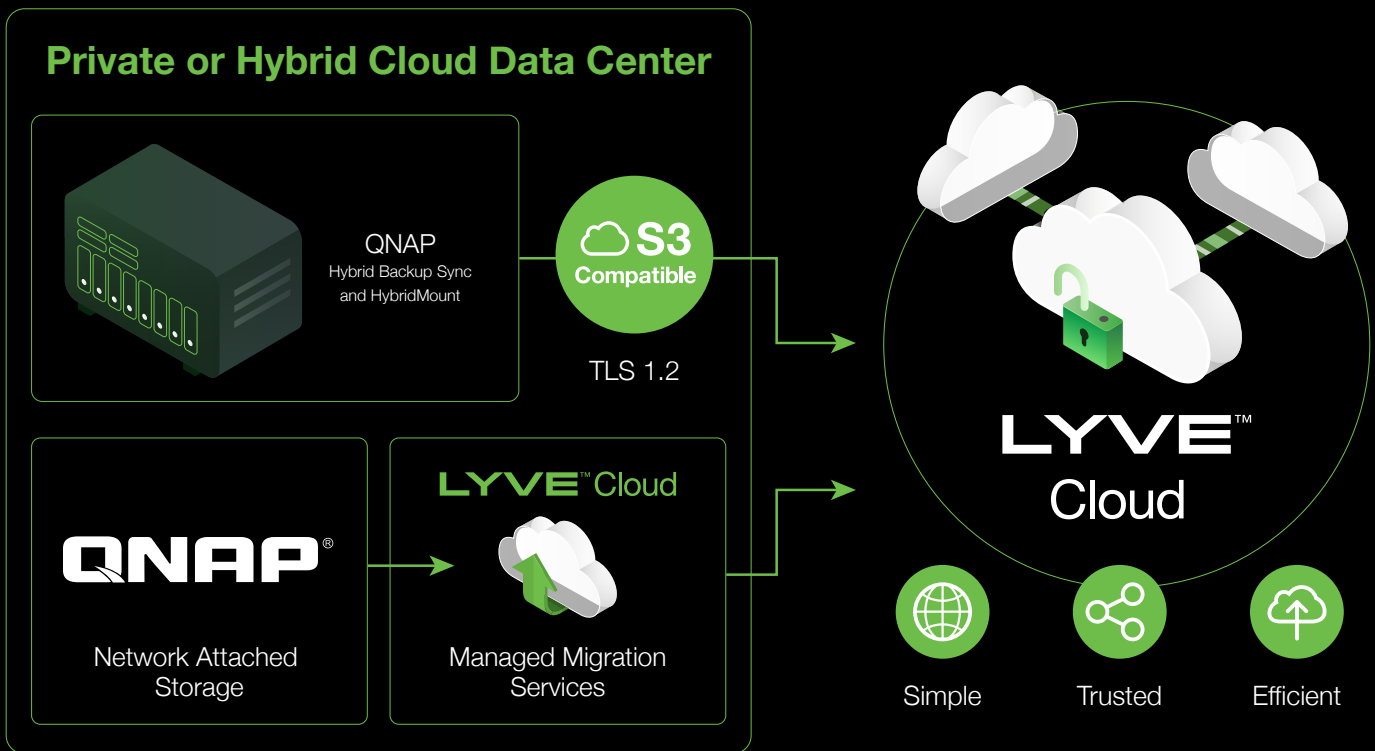 Private or Hybrid Cloud Data Center
QNAP
Hybrid Backup Sync
and HybridMount
S3
Compatible
TLS 1.2
QNAP®
Network Attached
Storage
LYVE™ Cloud
Managed Migration
Services
LYVE™
Cloud
Simple
Trusted
Efficient